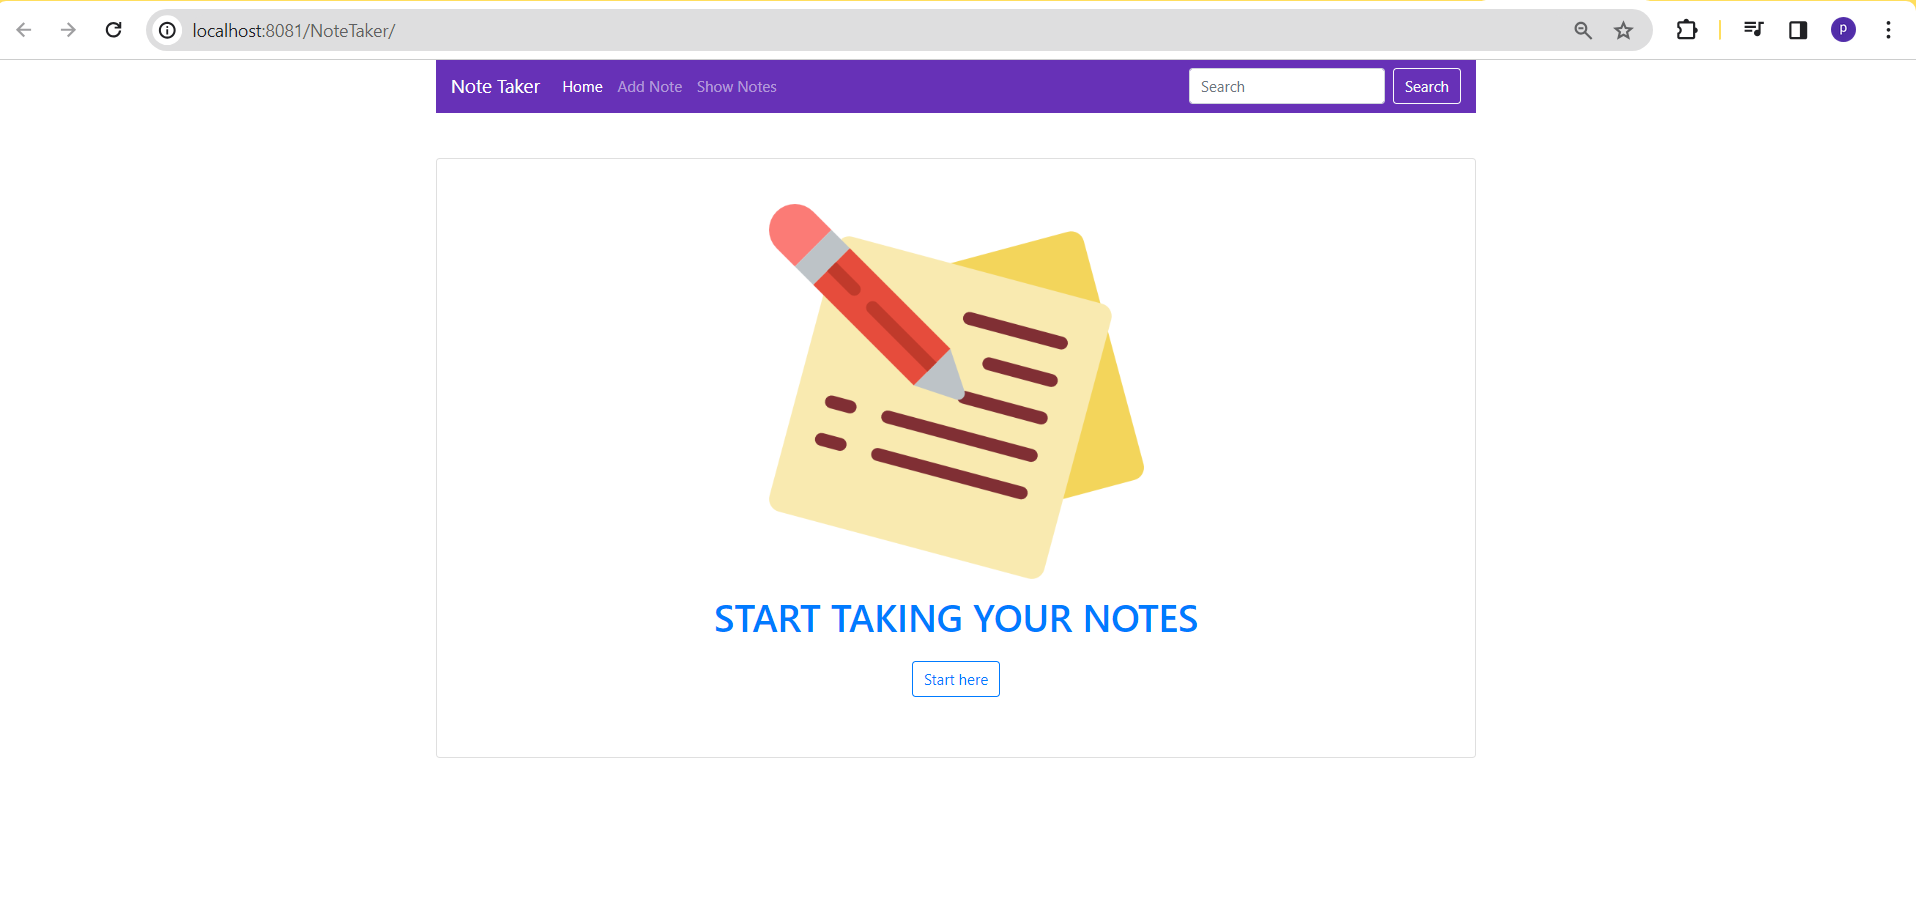 localhost:8081/NoteTaker/
P
Note Taker Home Add Note Show Notes Search Search
START TAKING YOUR NOTES
Start here